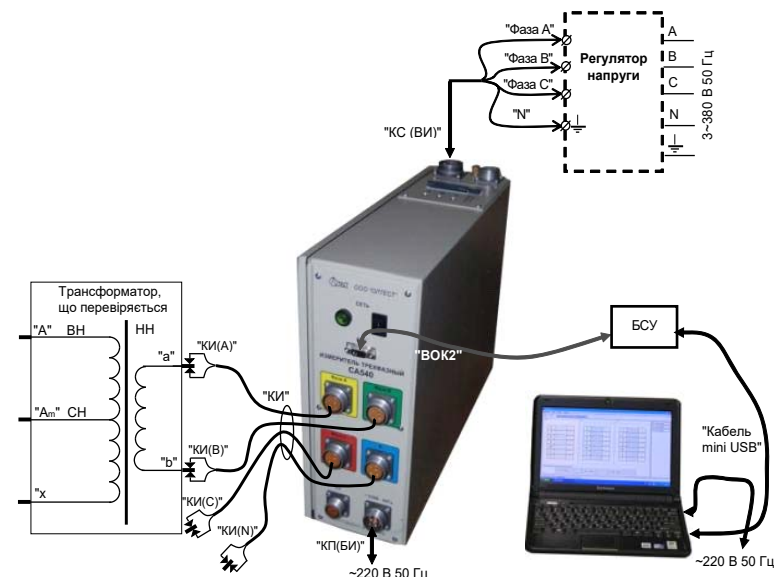 "Фаза A"
"Фаза B"
"Фаза C"
"N"
Регулятор
напруги
A
B
C
N
3~380 В 50 Гц
"КС (ВИ)"
Трансформатор,
що перевіряється
"A" ВН
НН
"a"
"КИ(A)"
"Am" СН
"КИ"
"b"
"КИ(B)"
"x
"КИ(C)"
"КИ(N)"
ООО "ОЛТЕСТ"
СЕТЬ
"ВОК2"
ИЗМЕРИТЕЛЬ ТРЕХФАЗНЫЙ
СА540
БСУ
"Кабель
mini USB"
"КП(БИ)"
~220 В 50 Гц
~220 В 50 Гц